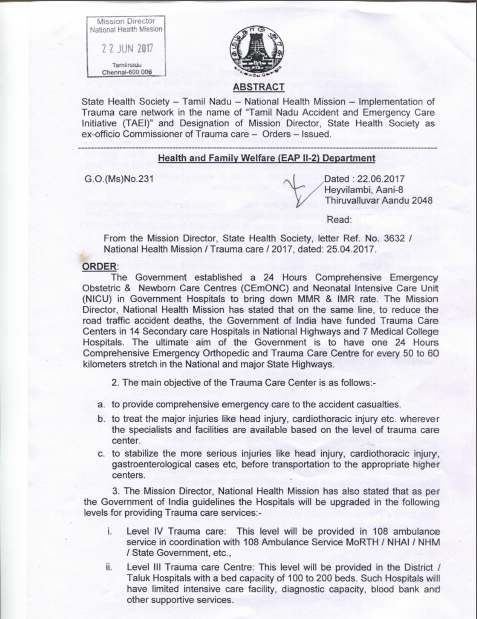 Mission Director
National Health Mission
22 JUN 2017
Tamilnadu
Chennai-600 006
ABSTRACT
State Health Society – Tamil Nadu – National Health Mission – Implementation of
Trauma care network in the name of "Tamil Nadu Accident and Emergency Care
Initiative (TAEI)" and Designation of Mission Director, State Health Society as
ex-officio Commissioner of Trauma care – Orders – Issued.
Health and Family Welfare (EAP II-2) Department
G.O.(Ms)No.231
Dated : 22.06.2017
Heyvilambi, Aani-8
Thiruvalluvar Aandu 2048
Read:
From the Mission Director, State Health Society, letter Ref. No. 3632 /
National Health Mission / Trauma care / 2017, dated: 25.04.2017.
ORDER:
The Government established a 24 Hours Comprehensive Emergency
Obstetric & Newborn Care Centres (CEmONC) and Neonatal Intensive Care Unit
(NICU) in Government Hospitals to bring down MMR & IMR rate. The Mission
Director, National Health Mission has stated that on the same line, to reduce the
road traffic accident deaths, the Government of India have funded Trauma Care
Centers in 14 Secondary care Hospitals in National Highways and 7 Medical College
Hospitals. The ultimate aim of the Government is to have one 24 Hours
Comprehensive Emergency Orthopedic and Trauma Care Centre for every 50 to 60
kilometers stretch in the National and major State Highways.
2. The main objective of the Trauma Care Center is as follows:-
a. to provide comprehensive emergency care to the accident casualties.
b. to treat the major injuries like head injury, cardiothoracic injury etc. wherever
the specialists and facilities are available based on the level of trauma care
center.
c. to stabilize the more serious injuries like head injury, cardiothoracic injury,
gastroenterological cases etc, before transportation to the appropriate higher
centers.
3. The Mission Director, National Health Mission has also stated that as per
the Government of India guidelines the Hospitals will be upgraded in the following
levels for providing Trauma care services:-
i. Level IV Trauma care: This level will be provided in 108 ambulance
service in coordination with 108 Ambulance Service MoRTH / NHAI / NHM
/ State Government, etc.,
ii. Level III Trauma care Centre: This level will be provided in the District /
Taluk Hospitals with a bed capacity of 100 to 200 beds. Such Hospitals will
have limited intensive care facility, diagnostic capacity, blood bank and
other supportive services.